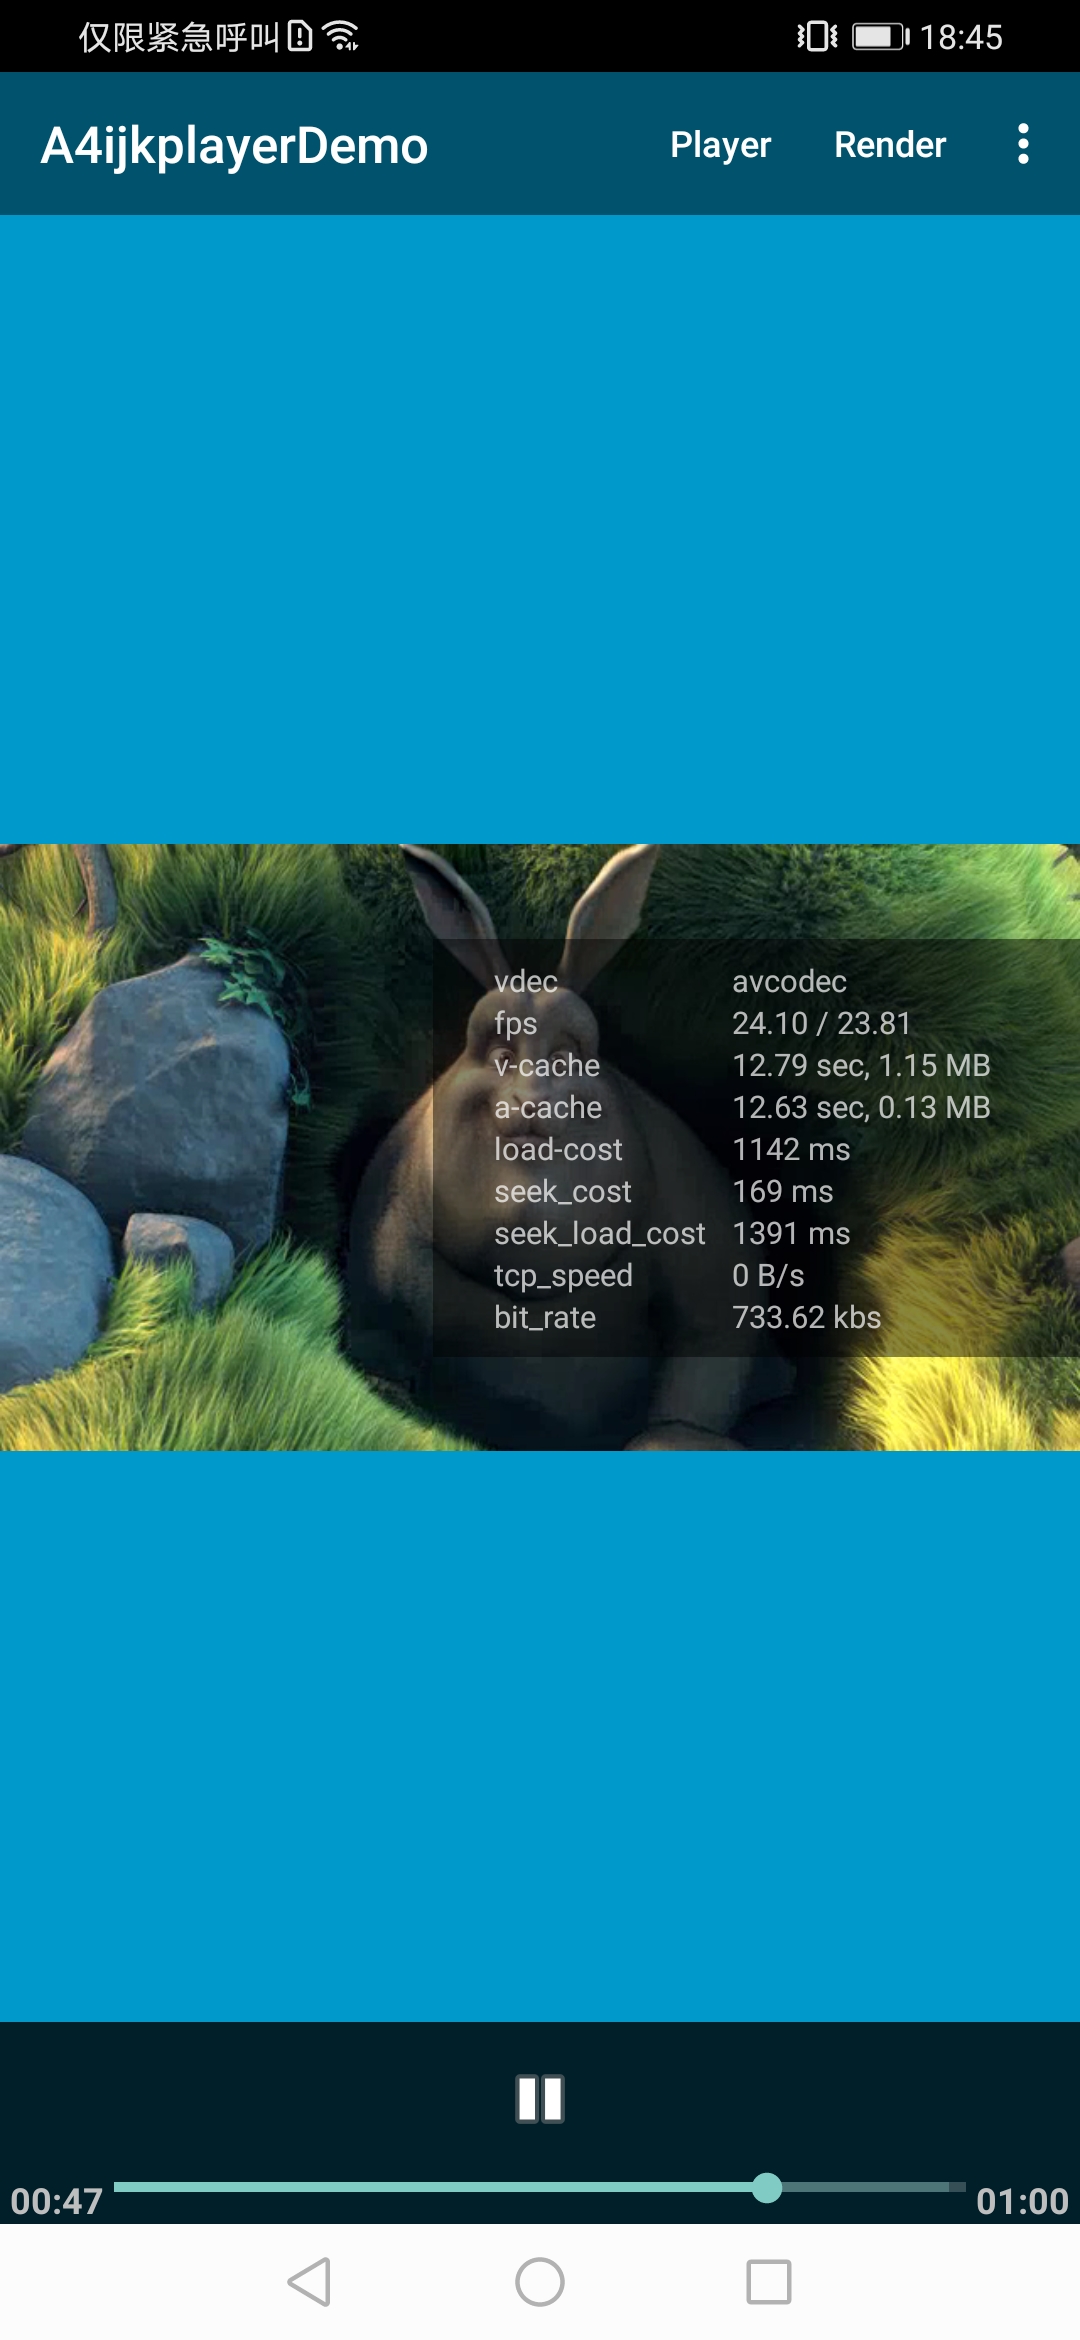 仅限紧急呼叫 18:45
A4ijkplayerDemo Player Render
vdec avcodec
fps 24.10 / 23.81
v-cache 12.79 sec, 1.15 MB
a-cache 12.63 sec, 0.13 MB
load-cost 1142 ms
seek_cost 169 ms
seek_load_cost 1391 ms
tcp_speed 0 B/s
bit_rate 733.62 kbs
00:47 01:00